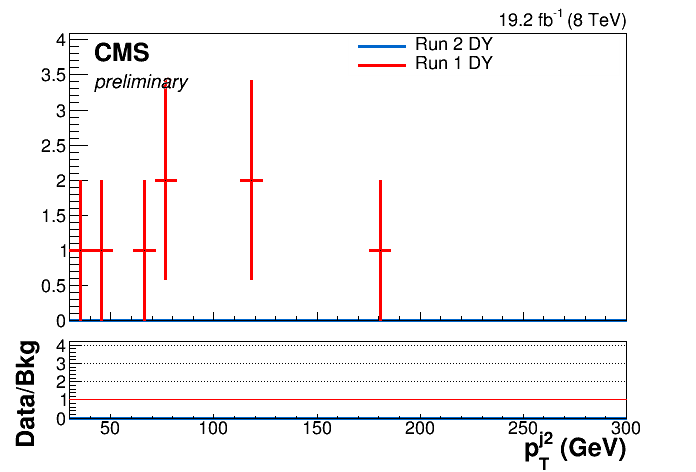 19.2 fb-1 (8 TeV)
CMS
preliminary
Run 2 DY
Run 1 DY
4
3.5
3
2.5
2
1.5
1
0.5
0
Data/Bkg
4
3
2
1
0
50 100 150 200 250 300
pTj2 (GeV)